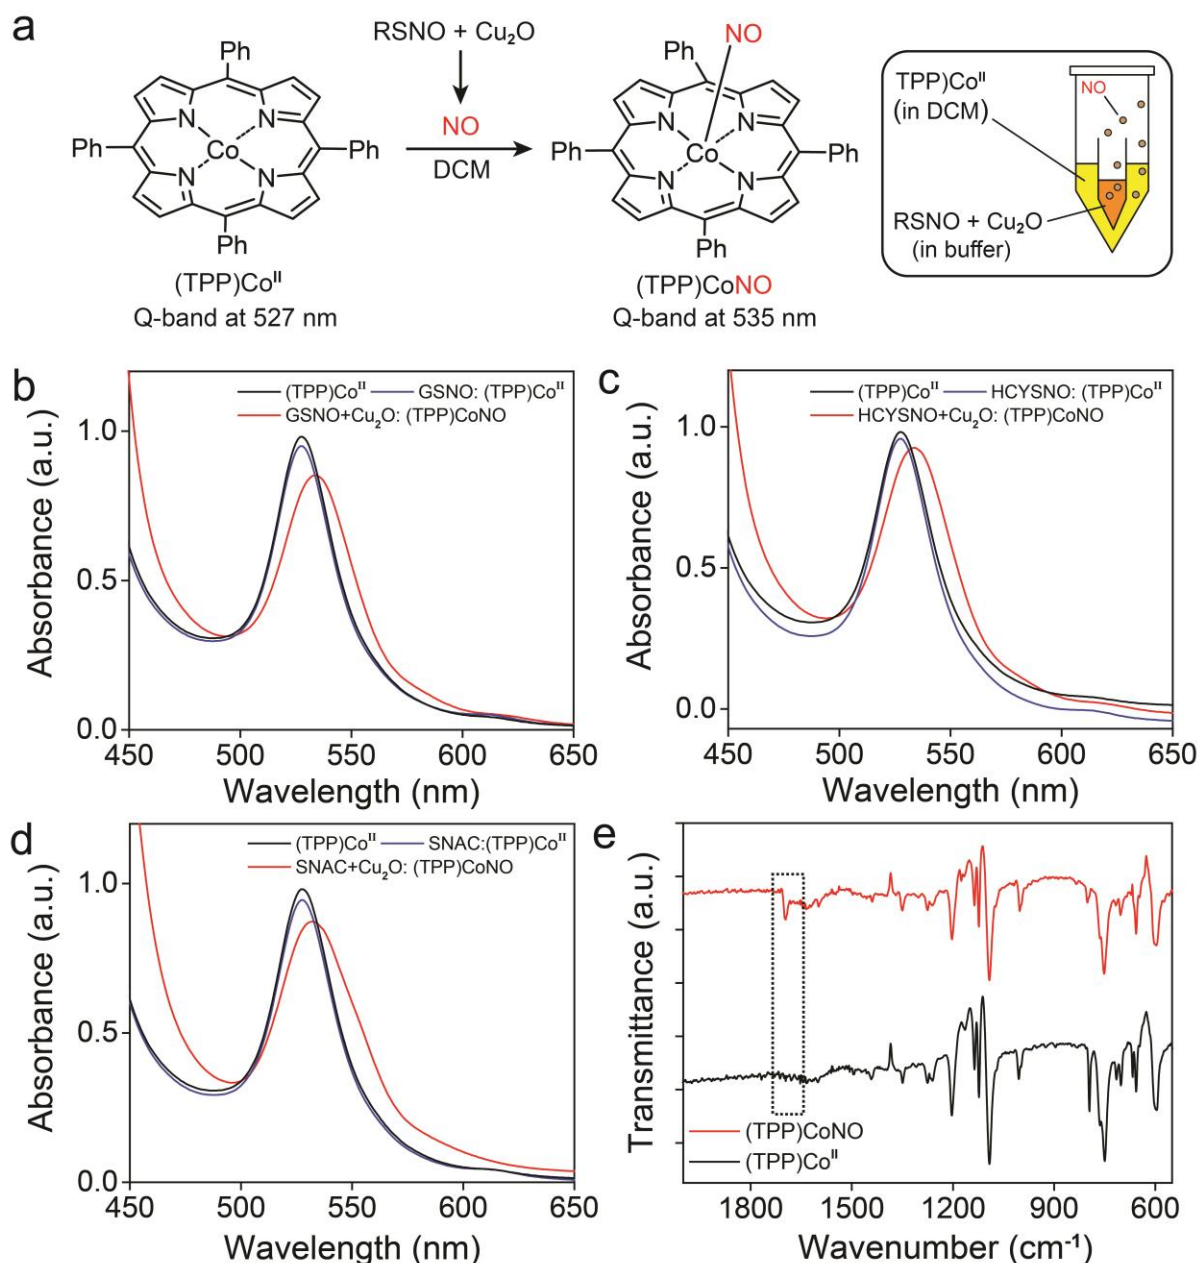 a
RSNO + Cu₂O
NO
DCM
Ph
Ph
Ph
Ph
N
N
N
N
Co
(TPP)Coᴵᴵ
Q-band at 527 nm
NO
Ph
Ph
Ph
Ph
N
N
N
N
Co
(TPP)CoNO
Q-band at 535 nm
TPP)Coᴵᴵ
(in DCM)
NO
RSNO + Cu₂O
(in buffer)
b
(TPP)Coᴵᴵ GSNO: (TPP)Coᴵᴵ
GSNO+Cu₂O: (TPP)CoNO
Absorbance (a.u.)
1.0
0.5
0.0
450 500 550 600 650
Wavelength (nm)
c
(TPP)Coᴵᴵ HCYSNO: (TPP)Coᴵᴵ
HCYSNO+Cu₂O: (TPP)CoNO
Absorbance (a.u.)
1.0
0.5
0.0
450 500 550 600 650
Wavelength (nm)
d
(TPP)Coᴵᴵ SNAC:(TPP)Coᴵᴵ
SNAC+Cu₂O: (TPP)CoNO
Absorbance (a.u.)
1.0
0.5
0.0
450 500 550 600 650
Wavelength (nm)
e
Transmittance (a.u.)
(TPP)CoNO
(TPP)Coᴵᴵ
1800 1500 1200 900 600
Wavenumber (cm⁻¹)